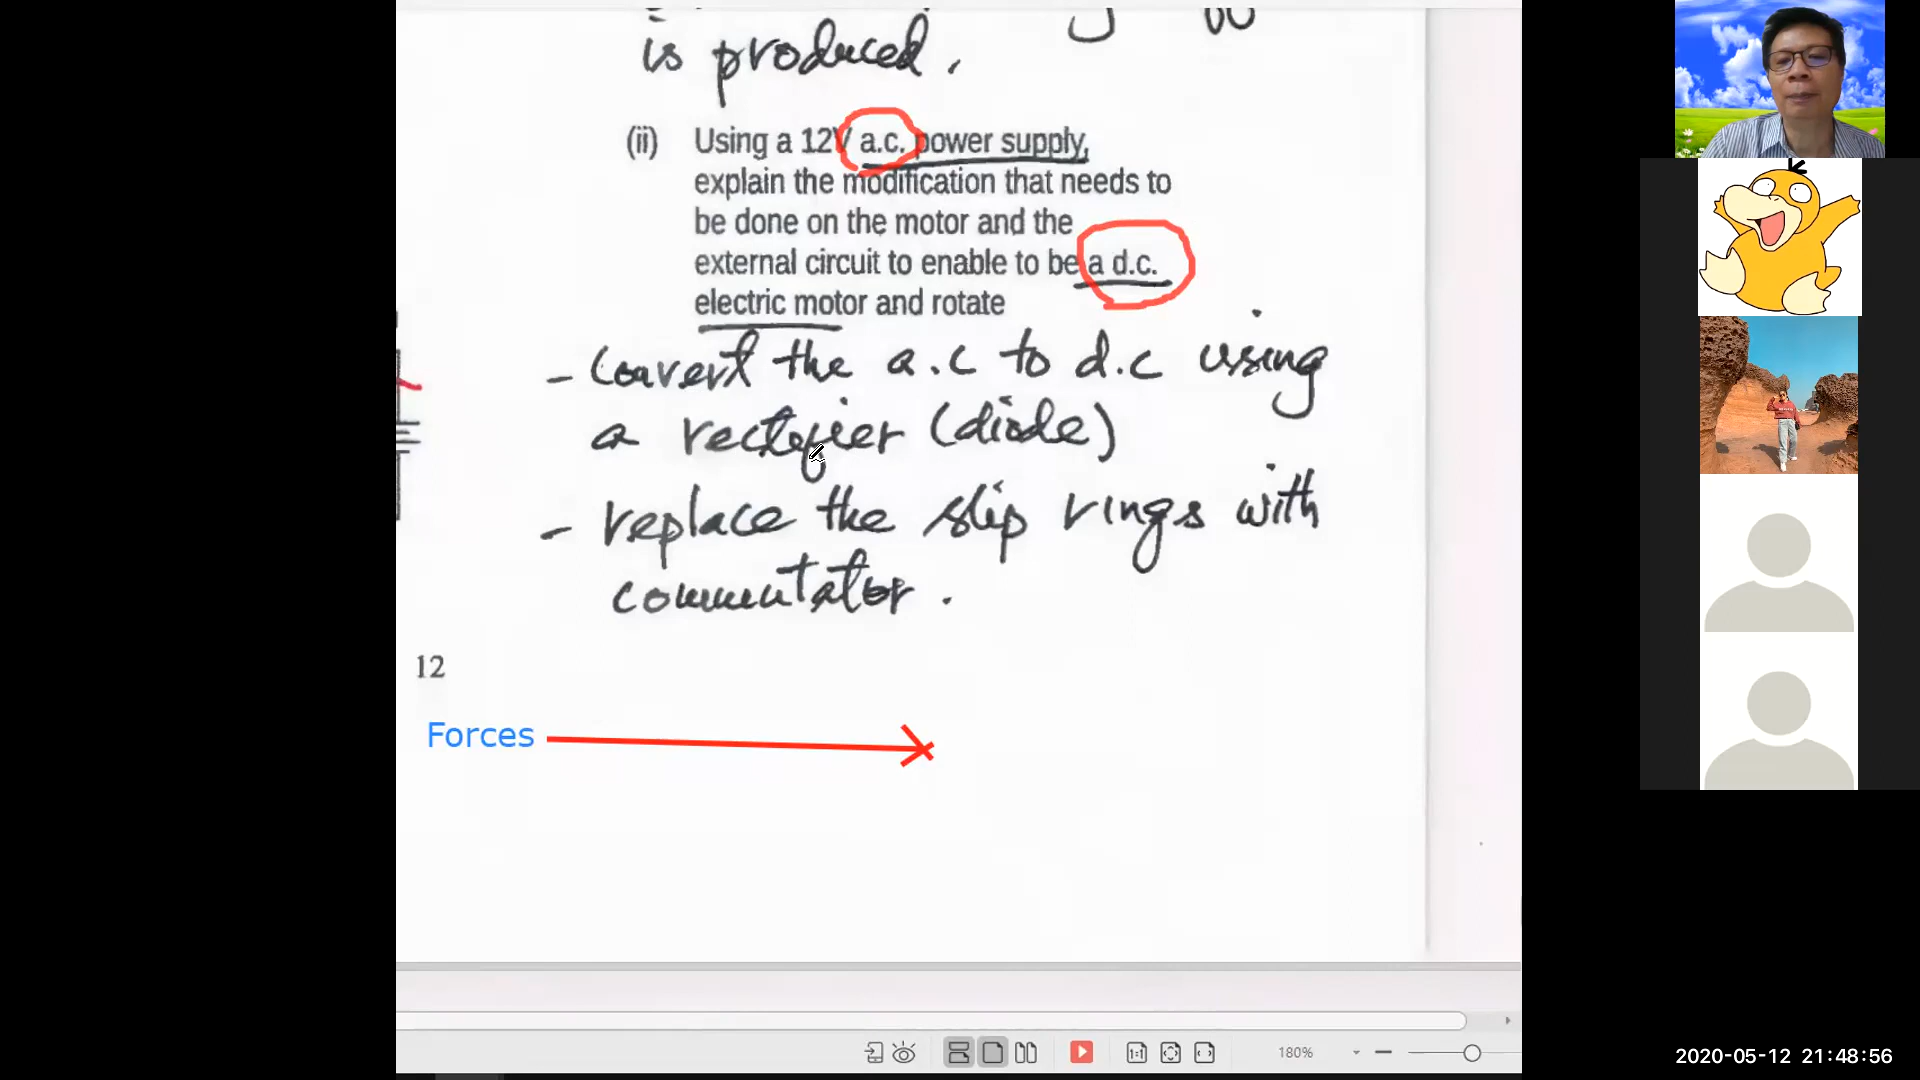 is produced.
(ii) Using a 12V a.c. power supply,
explain the modification that needs to
be done on the motor and the
external circuit to enable to be a d.c.
electric motor and rotate
- Convert the a.c to d.c using
a rectifier (diode)
- replace the slip rings with
commutator.
12
Forces
180%
2020-05-12 21:48:56